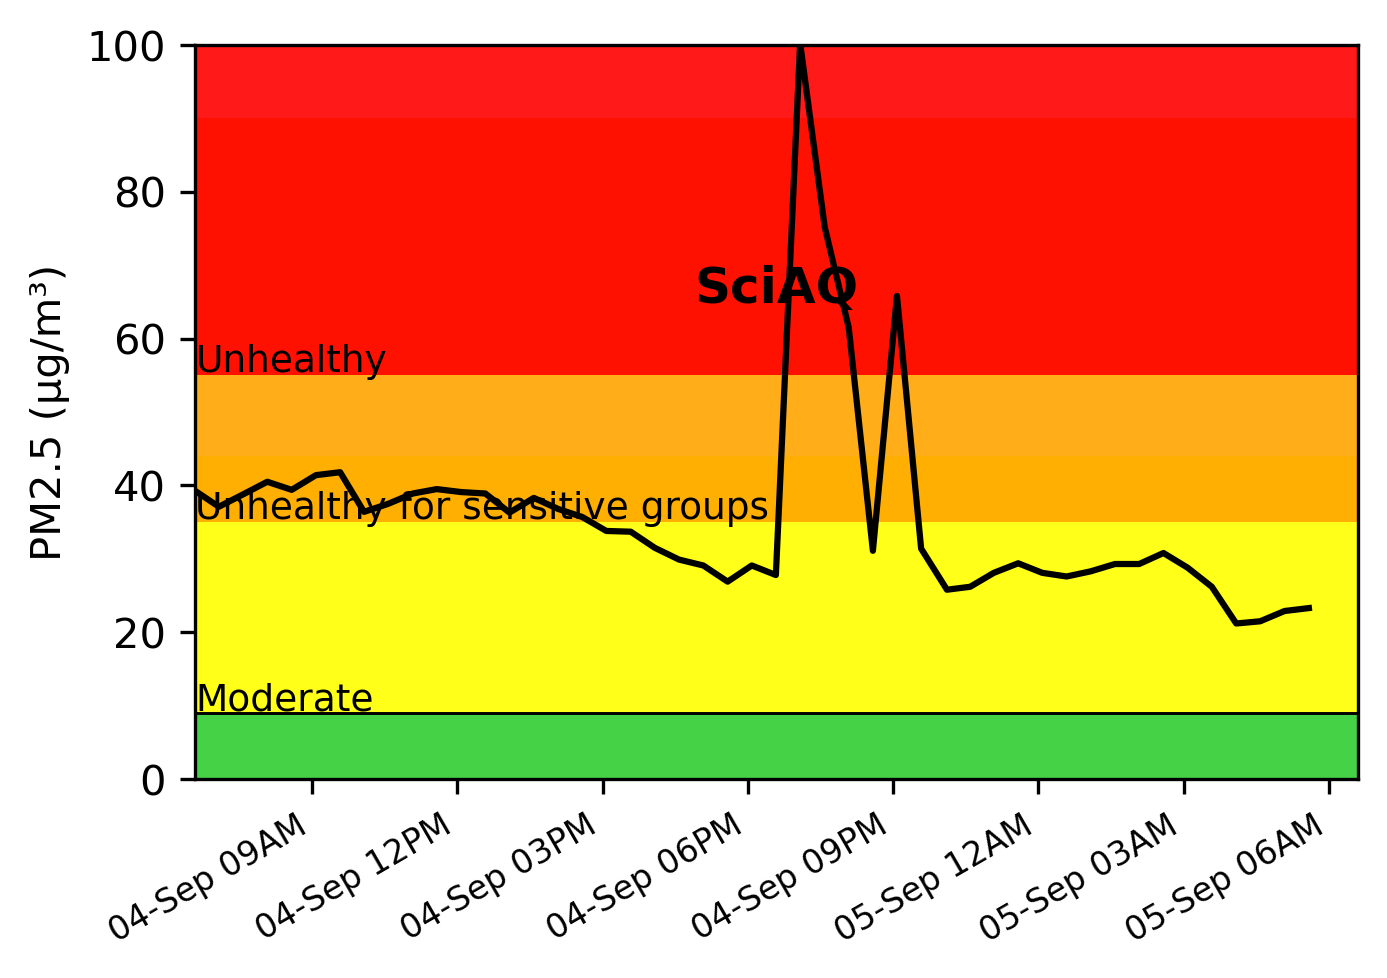 100
80
60
40
20
0
PM2.5 (µg/m³)
SciAQ
Unhealthy
Unhealthy for sensitive groups
Moderate
04-Sep 09AM
04-Sep 12PM
04-Sep 03PM
04-Sep 06PM
04-Sep 09PM
05-Sep 12AM
05-Sep 03AM
05-Sep 06AM